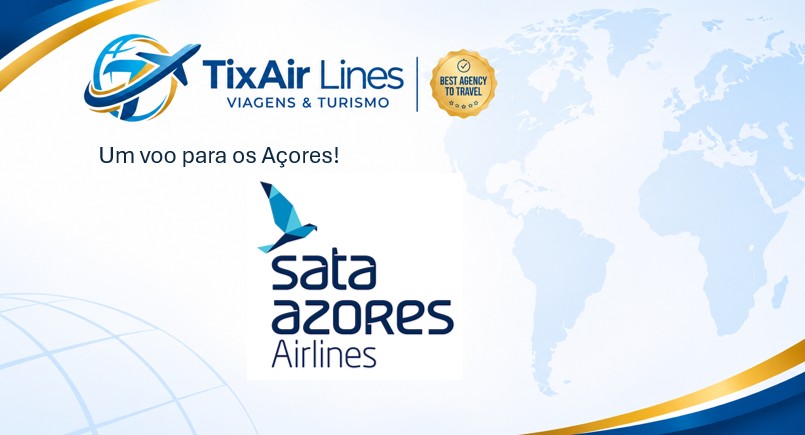 TixAir Lines
VIAGENS & TURISMO
BEST AGENCY
TO TRAVEL
Um voo para os Açores!
sata
azores
Airlines